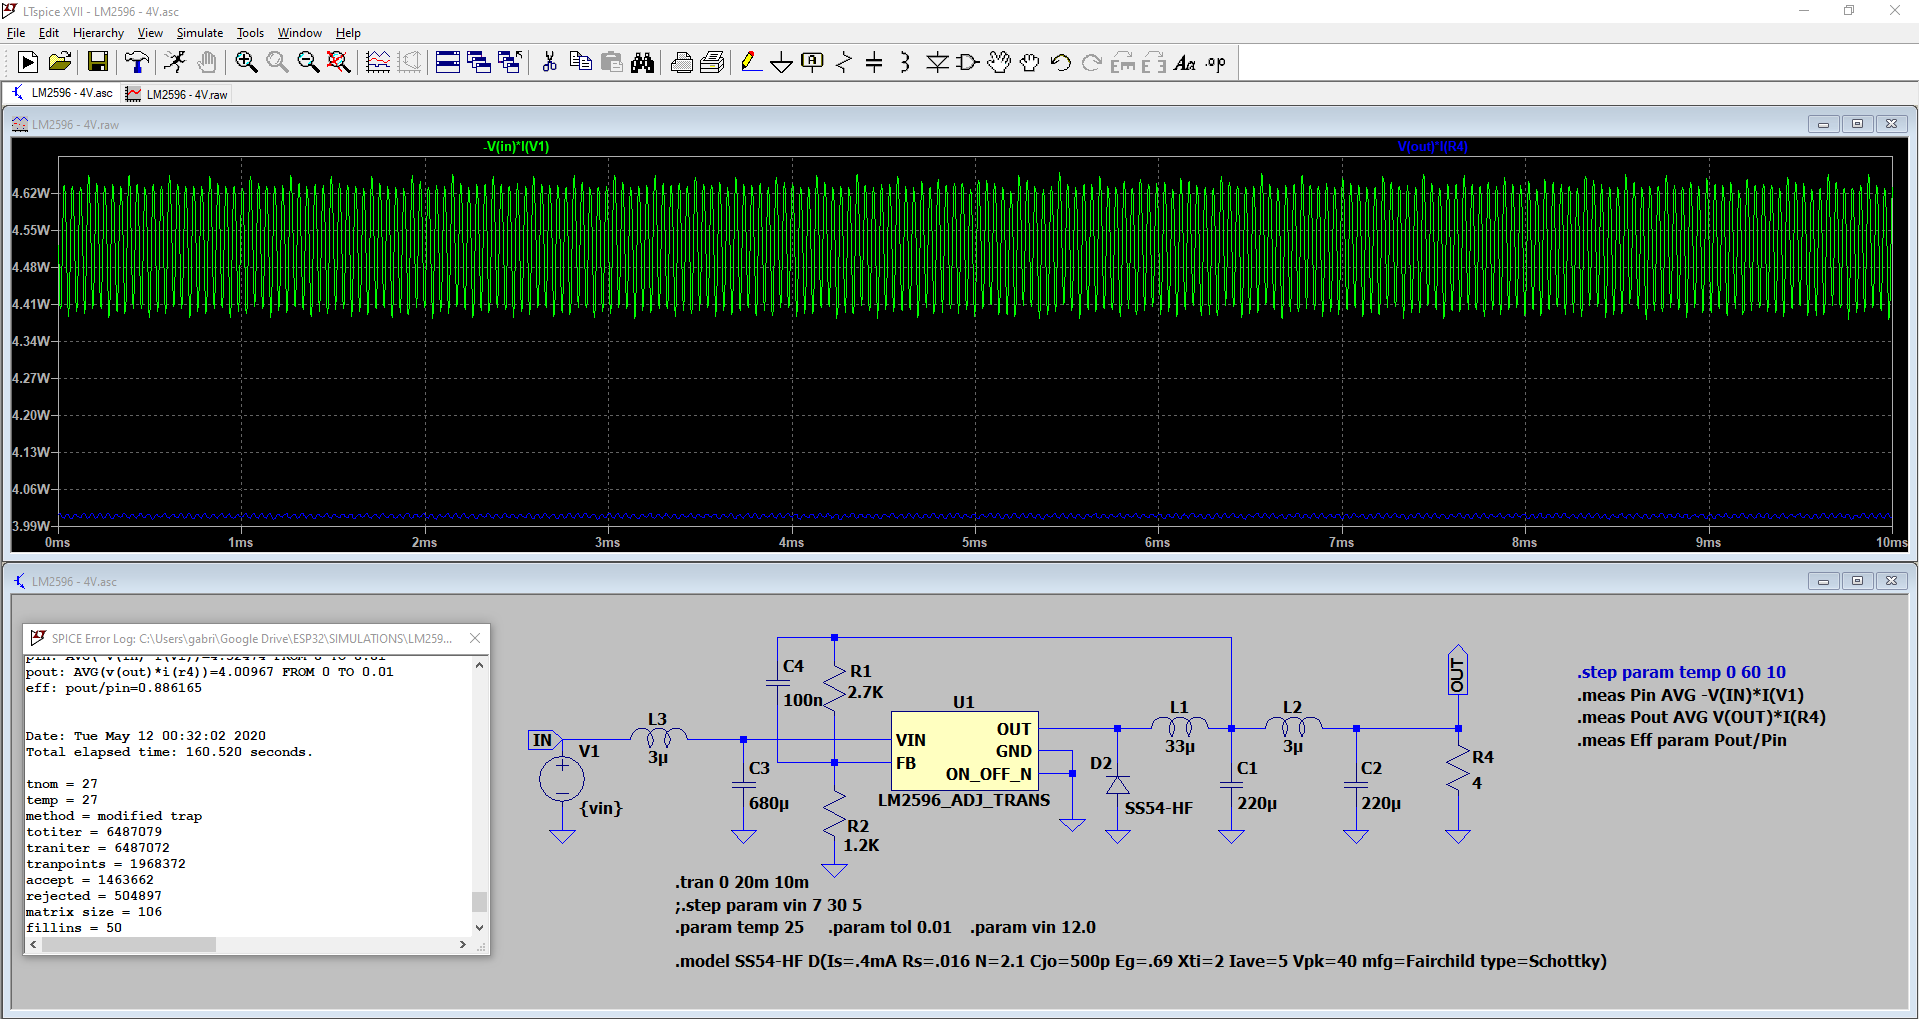 LTspice XVII - LM2596 - 4V.asc
File Edit Hierarchy View Simulate Tools Window Help
LM2596 - 4V.asc LM2596 - 4V.raw
LM2596 - 4V.raw
-V(in)*I(V1) V(out)*I(R4)
4.62W
4.55W
4.48W
4.41W
4.34W
4.27W
4.20W
4.13W
4.06W
3.99W
0ms 1ms 2ms 3ms 4ms 5ms 6ms 7ms 8ms 9ms 10ms
LM2596 - 4V.asc
SPICE Error Log: C:\Users\gabri\Google Drive\ESP32\SIMULATIONS\LM259...
pin: AVG(-v(in)*i(v1))=4.52474 FROM 0 TO 0.01
pout: AVG(v(out)*i(r4))=4.00967 FROM 0 TO 0.01
eff: pout/pin=0.886165
Date: Tue May 12 00:32:02 2020
Total elapsed time: 160.520 seconds.
tnom = 27
temp = 27
method = modified trap
totiter = 6487079
traniter = 6487072
tranpoints = 1968372
accept = 1463662
rejected = 504897
matrix size = 106
fillins = 50
IN
V1
{vin}
L3
3µ
C3
680µ
C4
100n
R1
2.7K
R2
1.2K
U1
VIN
FB
OUT
GND
ON_OFF_N
LM2596_ADJ_TRANS
D2
SS54-HF
L1
33µ
C1
220µ
L2
3µ
C2
220µ
OUT
R4
4
.step param temp 0 60 10
.meas Pin AVG -V(IN)*I(V1)
.meas Pout AVG V(OUT)*I(R4)
.meas Eff param Pout/Pin
.tran 0 20m 10m
;.step param vin 7 30 5
.param temp 25 .param tol 0.01 .param vin 12.0
.model SS54-HF D(Is=.4mA Rs=.016 N=2.1 Cjo=500p Eg=.69 Xti=2 Iave=5 Vpk=40 mfg=Fairchild type=Schottky)